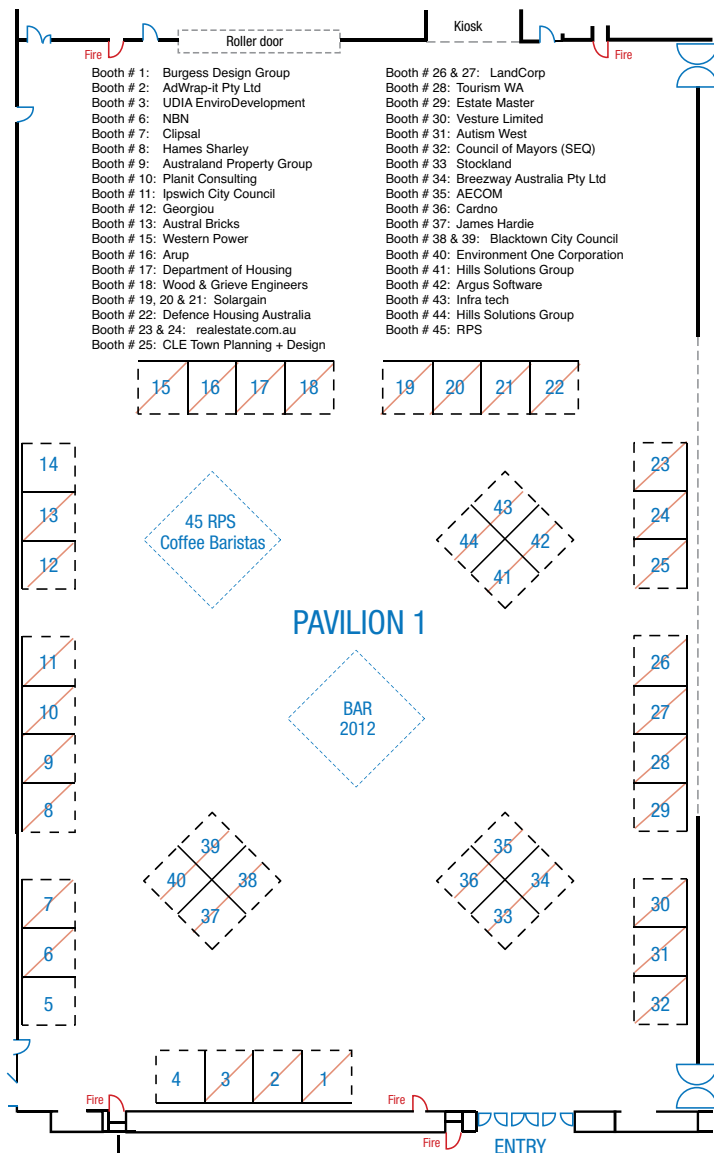 Kiosk
Roller door
Fire
Fire
Booth # 1: Burgess Design Group
Booth # 2: AdWrap-it Pty Ltd
Booth # 3: UDIA EnviroDevelopment
Booth # 6: NBN
Booth # 7: Clipsal
Booth # 8: Hames Sharley
Booth # 9: Australand Property Group
Booth # 10: Planit Consulting
Booth # 11: Ipswich City Council
Booth # 12: Georgiou
Booth # 13: Austral Bricks
Booth # 15: Western Power
Booth # 16: Arup
Booth # 17: Department of Housing
Booth # 18: Wood & Grieve Engineers
Booth # 19, 20 & 21: Solargain
Booth # 22: Defence Housing Australia
Booth # 23 & 24: realestate.com.au
Booth # 25: CLE Town Planning + Design
Booth # 26 & 27: LandCorp
Booth # 28: Tourism WA
Booth # 29: Estate Master
Booth # 30: Vesture Limited
Booth # 31: Autism West
Booth # 32: Council of Mayors (SEQ)
Booth # 33 Stockland
Booth # 34: Breezway Australia Pty Ltd
Booth # 35: AECOM
Booth # 36: Cardno
Booth # 37: James Hardie
Booth # 38 & 39: Blacktown City Council
Booth # 40: Environment One Corporation
Booth # 41: Hills Solutions Group
Booth # 42: Argus Software
Booth # 43: Infra tech
Booth # 44: Hills Solutions Group
Booth # 45: RPS
15 16 17 18 19 20 21 22
14
13
12
45 RPS
Coffee Baristas
43
44 42
41
23
24
25
PAVILION 1
11
10
9
8
BAR
2012
26
27
28
29
39
40 38
37
35
36 34
33
7
6
5
30
31
32
4 3 2 1
Fire
Fire
Fire
ENTRY